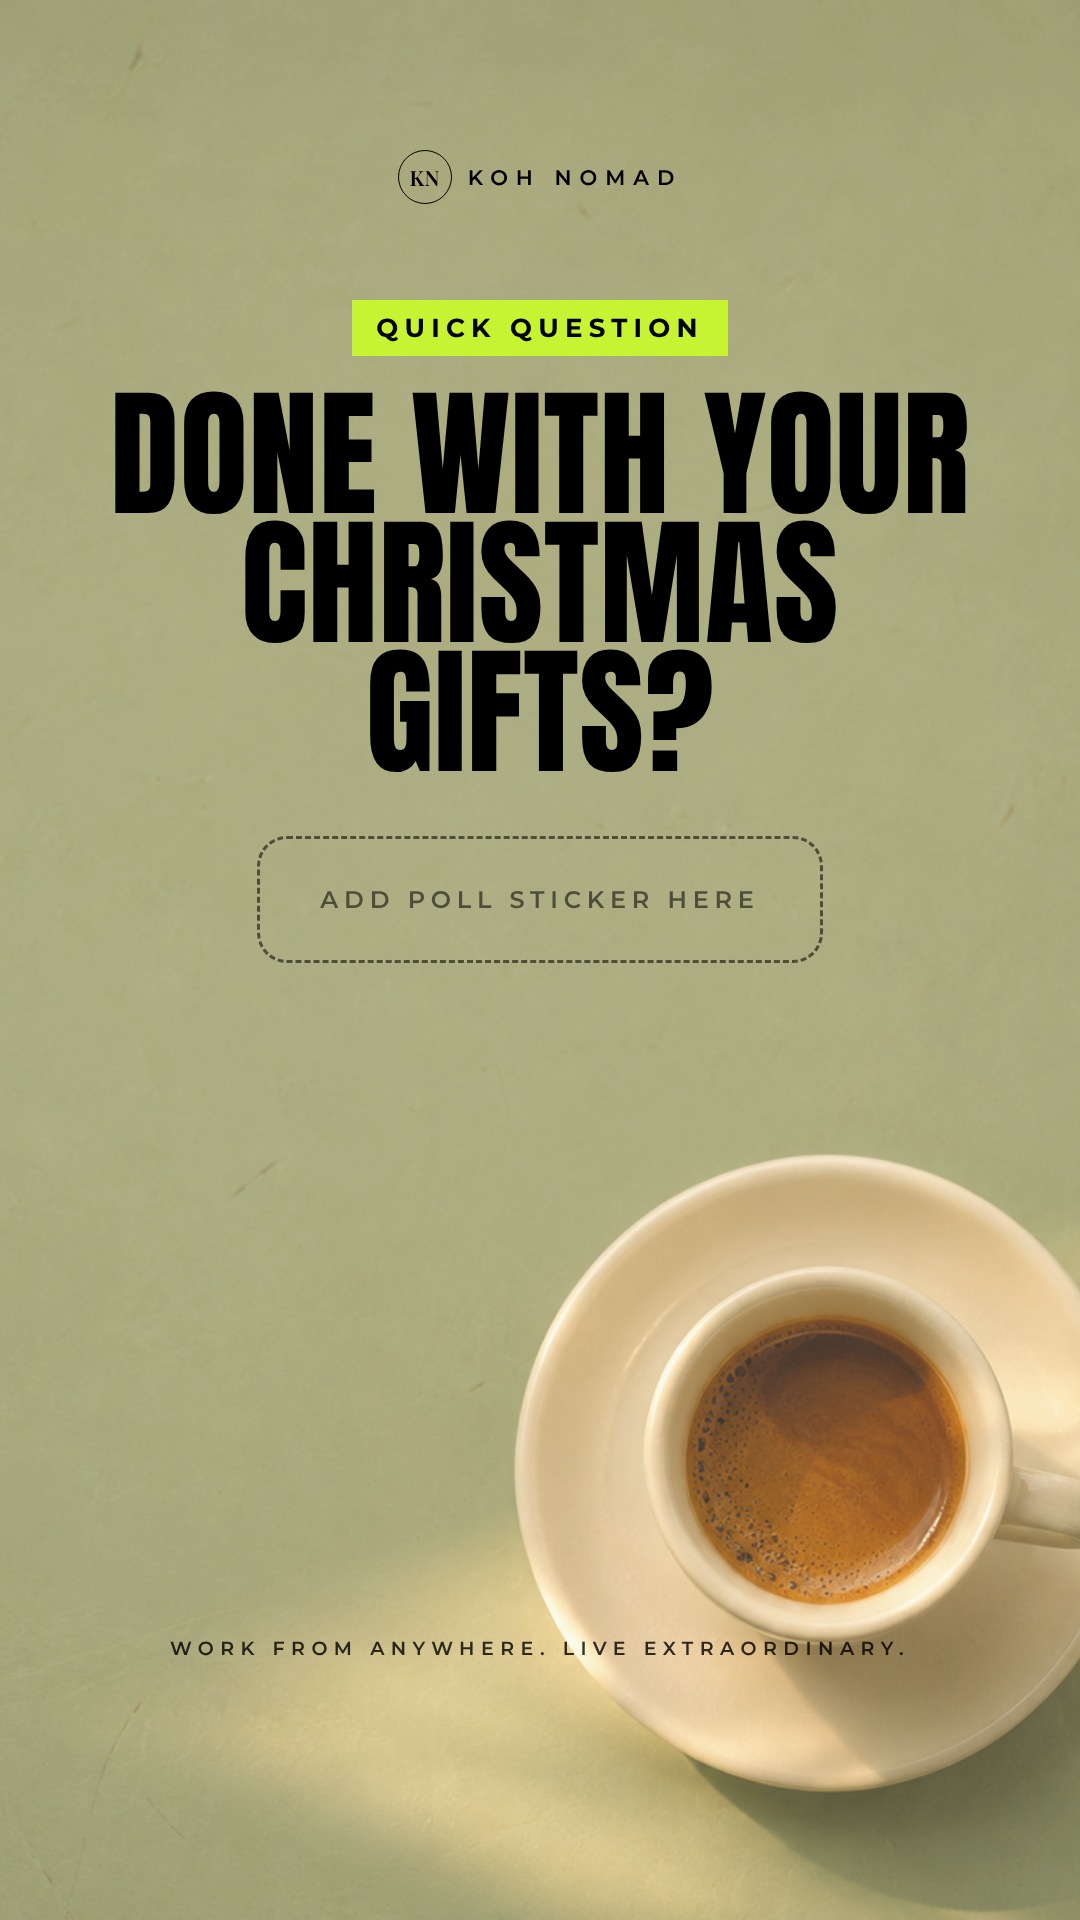 KN KOH NOMAD
QUICK QUESTION
DONE WITH YOUR
CHRISTMAS
GIFTS?
ADD POLL STICKER HERE
WORK FROM ANYWHERE. LIVE EXTRAORDINARY.